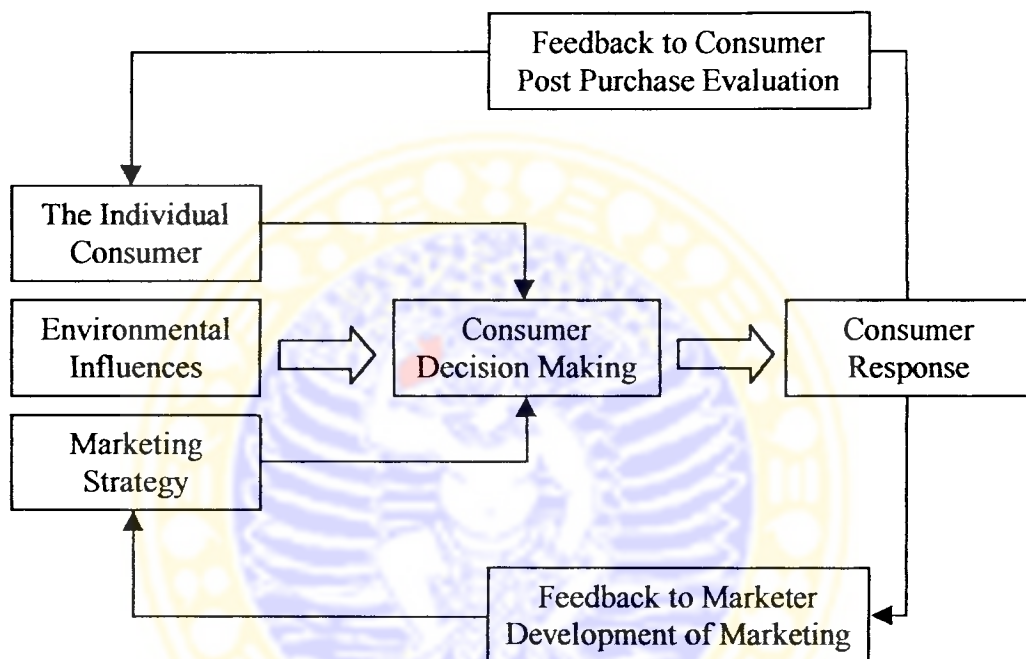 Feedback to Consumer
Post Purchase Evaluation
The Individual
Consumer
Environmental
Influences
Consumer
Decision Making
Consumer
Response
Marketing
Strategy
Feedback to Marketer
Development of Marketing